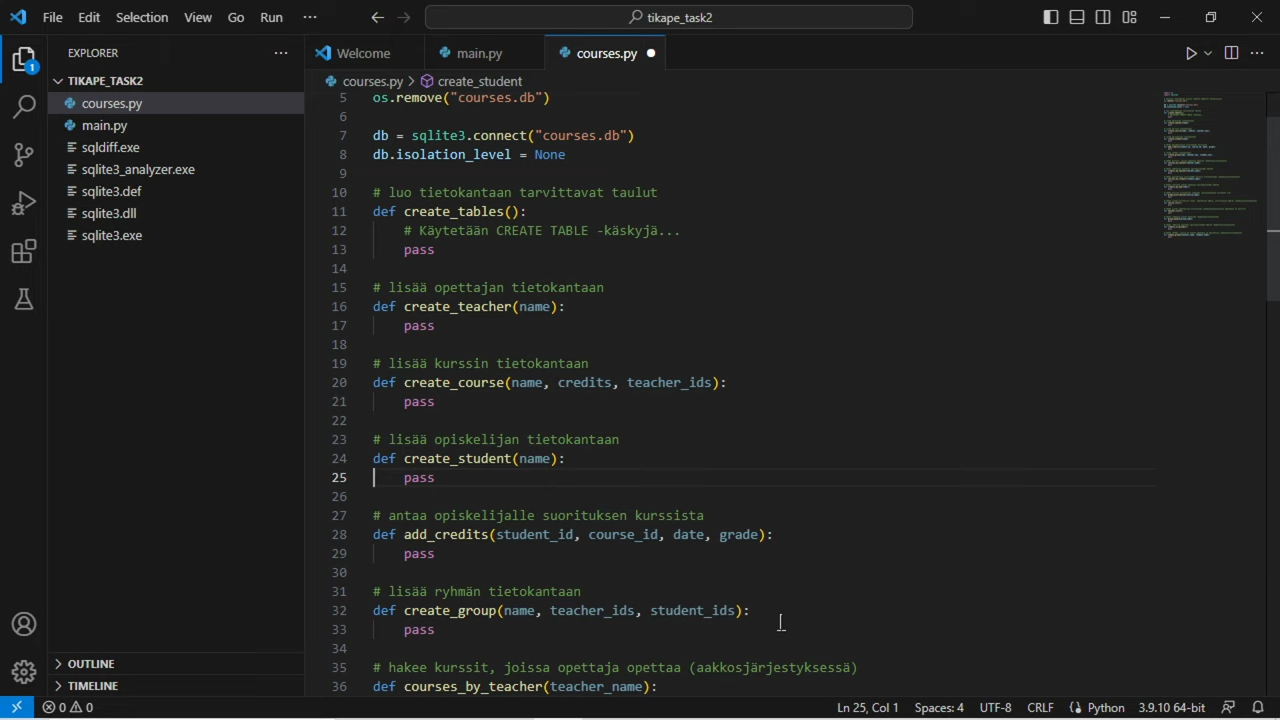 File Edit Selection View Go Run ··· tikape_task2
EXPLORER ···
TIKAPE_TASK2
courses.py
main.py
sqldiff.exe
sqlite3_analyzer.exe
sqlite3.def
sqlite3.dll
sqlite3.exe
OUTLINE
TIMELINE
1
Welcome main.py courses.py
courses.py > create_student
5 os.remove("courses.db")
6
7 db = sqlite3.connect("courses.db")
8 db.isolation_level = None
9
10 # luo tietokantaan tarvittavat taulut
11 def create_tables():
12 # Käytetään CREATE TABLE -käskyjä...
13 pass
14
15 # lisää opettajan tietokantaan
16 def create_teacher(name):
17 pass
18
19 # lisää kurssin tietokantaan
20 def create_course(name, credits, teacher_ids):
21 pass
22
23 # lisää opiskelijan tietokantaan
24 def create_student(name):
25 pass
26
27 # antaa opiskelijalle suorituksen kurssista
28 def add_credits(student_id, course_id, date, grade):
29 pass
30
31 # lisää ryhmän tietokantaan
32 def create_group(name, teacher_ids, student_ids):
33 pass
34
35 # hakee kurssit, joissa opettaja opettaa (aakkosjärjestyksessä)
36 def courses_by_teacher(teacher_name):
0 0 Ln 25, Col 1 Spaces: 4 UTF-8 CRLF Python 3.9.10 64-bit